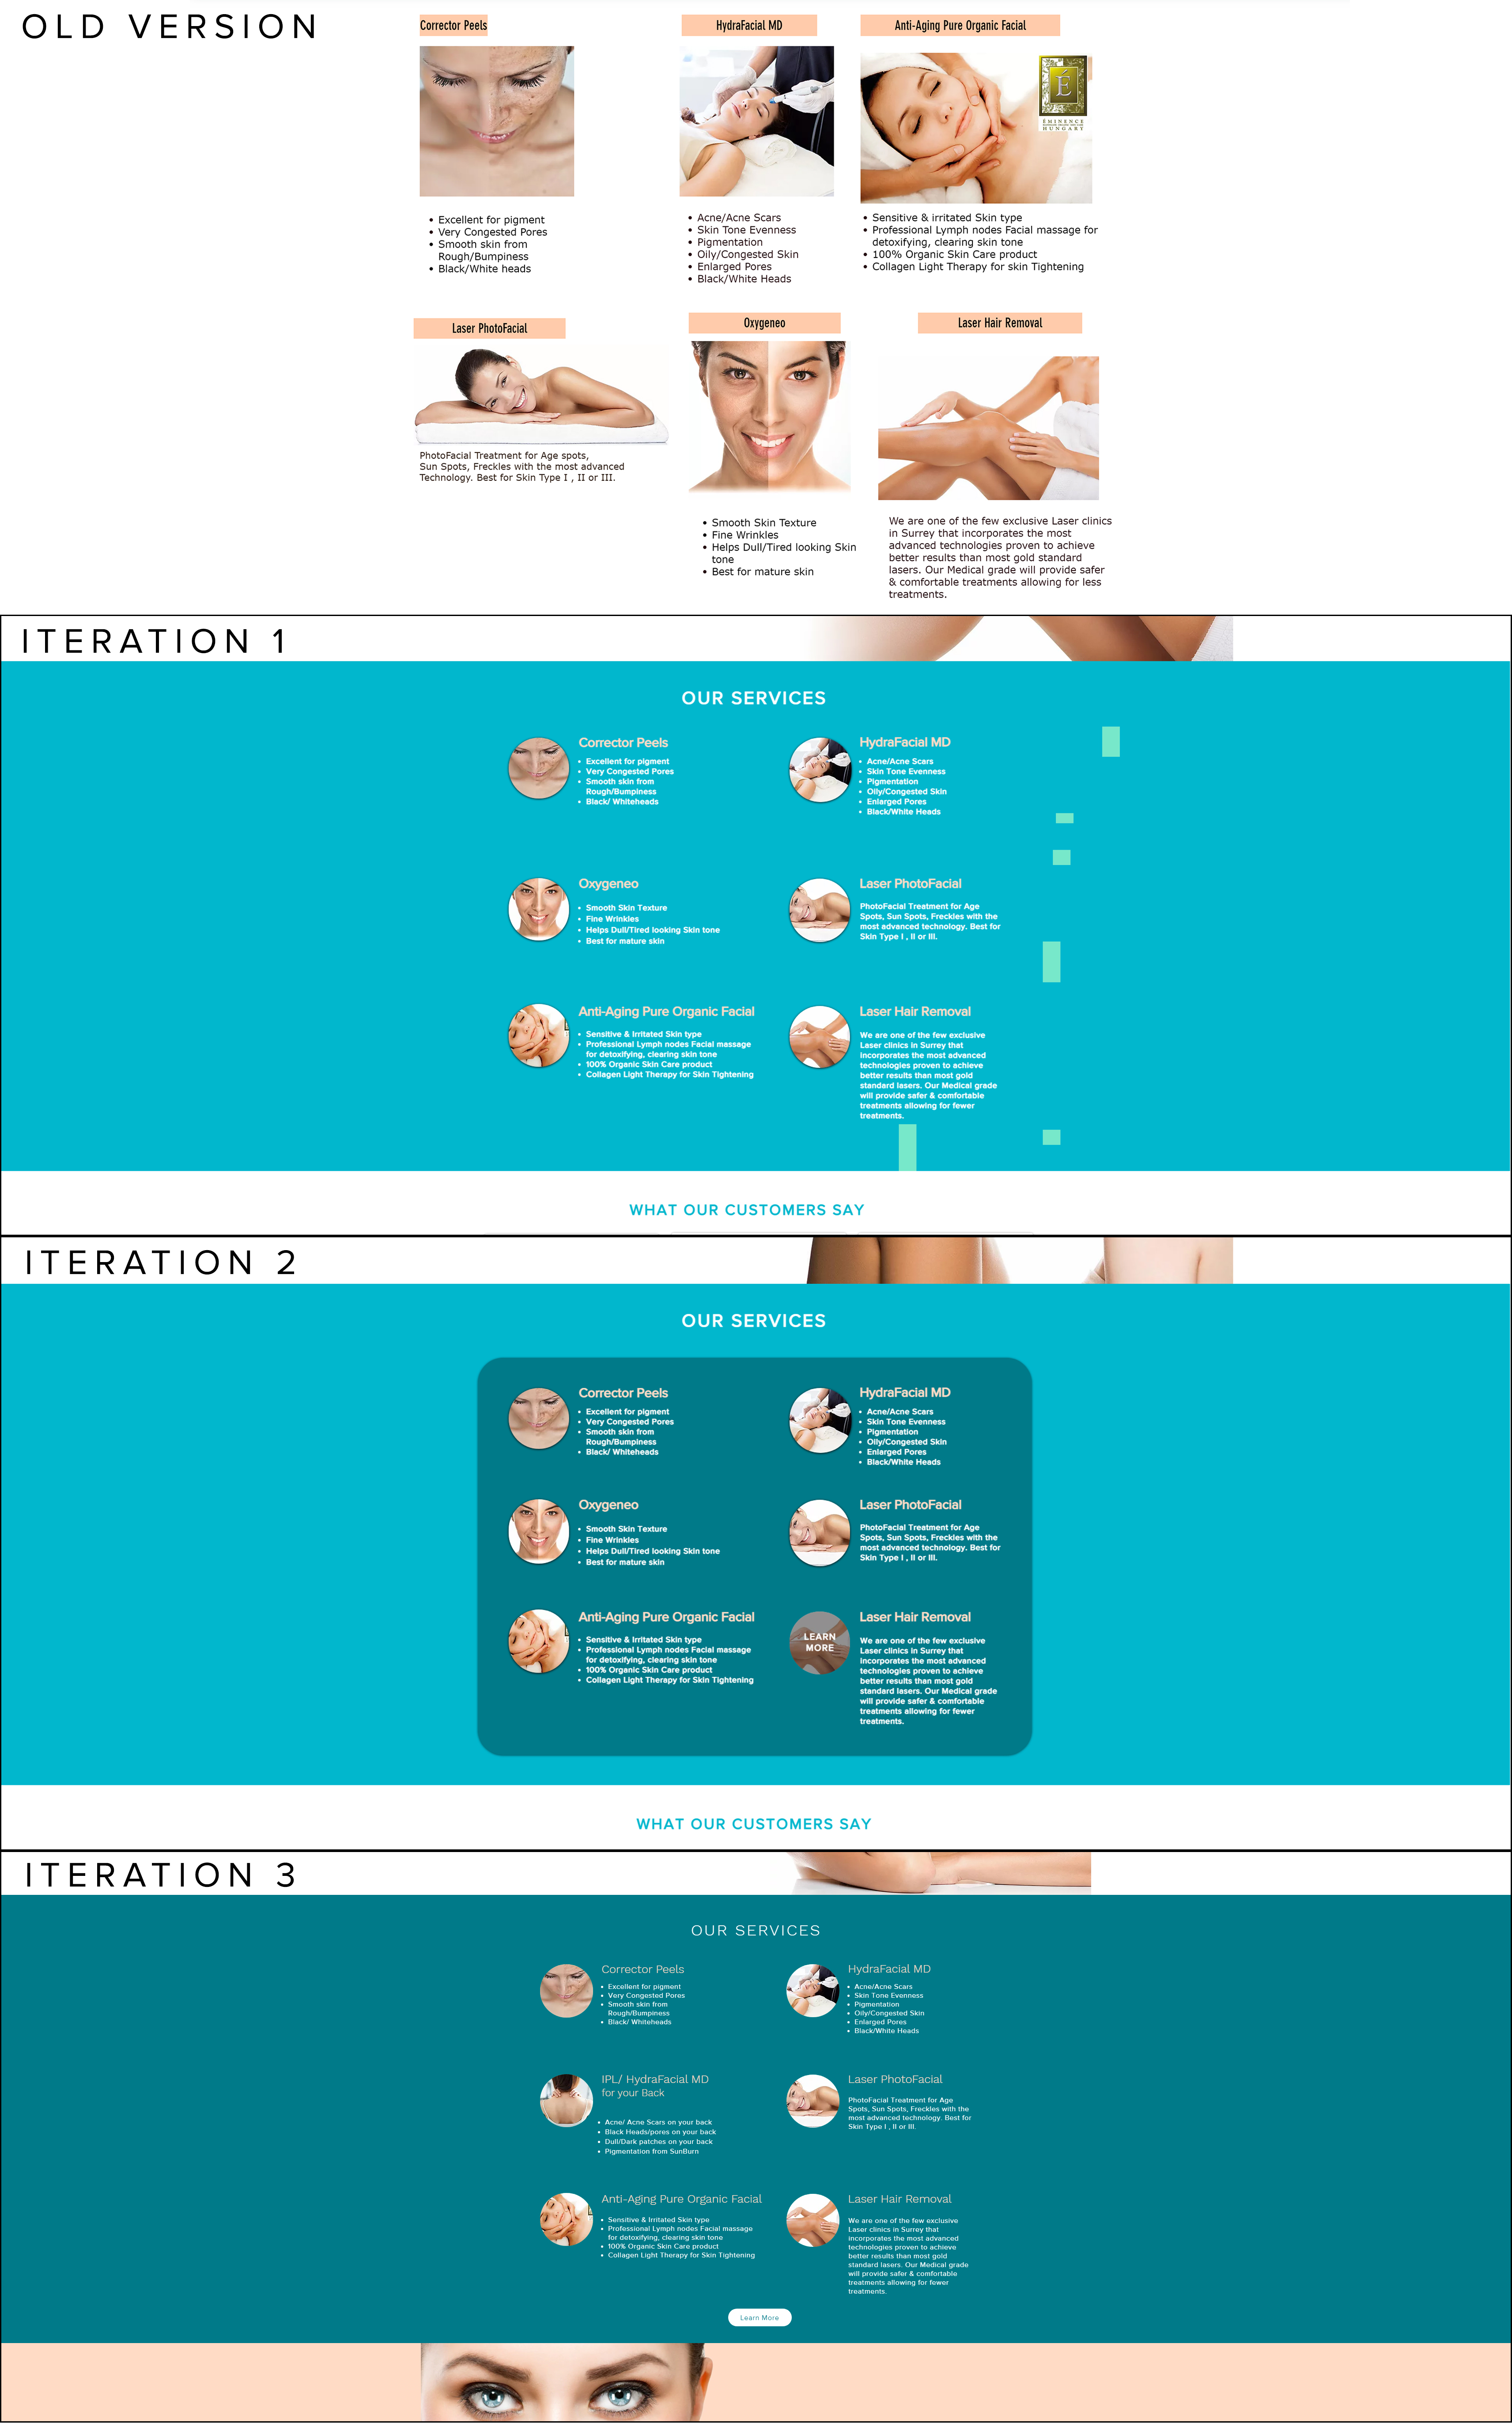 OLD VERSION
Corrector Peels
HydraFacial MD
Anti-Aging Pure Organic Facial
É
ÉMINENCE
HUNGARY
• Excellent for pigment
• Very Congested Pores
• Smooth skin from
Rough/Bumpiness
• Black/White heads
• Acne/Acne Scars
• Skin Tone Evenness
• Pigmentation
• Oily/Congested Skin
• Enlarged Pores
• Black/White Heads
• Sensitive & irritated Skin type
• Professional Lymph nodes Facial massage for
detoxifying, clearing skin tone
• 100% Organic Skin Care product
• Collagen Light Therapy for skin Tightening
Laser PhotoFacial
Oxygeneo
Laser Hair Removal
PhotoFacial Treatment for Age spots,
Sun Spots, Freckles with the most advanced
Technology. Best for Skin Type I , II or III.
• Smooth Skin Texture
• Fine Wrinkles
• Helps Dull/Tired looking Skin
tone
• Best for mature skin
We are one of the few exclusive Laser clinics
in Surrey that incorporates the most
advanced technologies proven to achieve
better results than most gold standard
lasers. Our Medical grade will provide safer
& comfortable treatments allowing for less
treatments.
ITERATION 1
OUR SERVICES
Corrector Peels
• Excellent for pigment
• Very Congested Pores
• Smooth skin from
Rough/Bumpiness
• Black/ Whiteheads
HydraFacial MD
• Acne/Acne Scars
• Skin Tone Evenness
• Pigmentation
• Oily/Congested Skin
• Enlarged Pores
• Black/White Heads
Oxygeneo
• Smooth Skin Texture
• Fine Wrinkles
• Helps Dull/Tired looking Skin tone
• Best for mature skin
Laser PhotoFacial
PhotoFacial Treatment for Age
Spots, Sun Spots, Freckles with the
most advanced technology. Best for
Skin Type I , II or III.
Anti-Aging Pure Organic Facial
• Sensitive & Irritated Skin type
• Professional Lymph nodes Facial massage
for detoxifying, clearing skin tone
• 100% Organic Skin Care product
• Collagen Light Therapy for Skin Tightening
Laser Hair Removal
We are one of the few exclusive
Laser clinics in Surrey that
incorporates the most advanced
technologies proven to achieve
better results than most gold
standard lasers. Our Medical grade
will provide safer & comfortable
treatments allowing for fewer
treatments.
WHAT OUR CUSTOMERS SAY
ITERATION 2
OUR SERVICES
Corrector Peels
• Excellent for pigment
• Very Congested Pores
• Smooth skin from
Rough/Bumpiness
• Black/ Whiteheads
HydraFacial MD
• Acne/Acne Scars
• Skin Tone Evenness
• Pigmentation
• Oily/Congested Skin
• Enlarged Pores
• Black/White Heads
Oxygeneo
• Smooth Skin Texture
• Fine Wrinkles
• Helps Dull/Tired looking Skin tone
• Best for mature skin
Laser PhotoFacial
PhotoFacial Treatment for Age
Spots, Sun Spots, Freckles with the
most advanced technology. Best for
Skin Type I , II or III.
Anti-Aging Pure Organic Facial
• Sensitive & Irritated Skin type
• Professional Lymph nodes Facial massage
for detoxifying, clearing skin tone
• 100% Organic Skin Care product
• Collagen Light Therapy for Skin Tightening
LEARN
MORE
Laser Hair Removal
We are one of the few exclusive
Laser clinics in Surrey that
incorporates the most advanced
technologies proven to achieve
better results than most gold
standard lasers. Our Medical grade
will provide safer & comfortable
treatments allowing for fewer
treatments.
WHAT OUR CUSTOMERS SAY
ITERATION 3
OUR SERVICES
Corrector Peels
• Excellent for pigment
• Very Congested Pores
• Smooth skin from
Rough/Bumpiness
• Black/ Whiteheads
HydraFacial MD
• Acne/Acne Scars
• Skin Tone Evenness
• Pigmentation
• Oily/Congested Skin
• Enlarged Pores
• Black/White Heads
IPL/ HydraFacial MD
for your Back
• Acne/ Acne Scars on your back
• Black Heads/pores on your back
• Dull/Dark patches on your back
• Pigmentation from SunBurn
Laser PhotoFacial
PhotoFacial Treatment for Age
Spots, Sun Spots, Freckles with the
most advanced technology. Best for
Skin Type I , II or III.
Anti-Aging Pure Organic Facial
• Sensitive & Irritated Skin type
• Professional Lymph nodes Facial massage
for detoxifying, clearing skin tone
• 100% Organic Skin Care product
• Collagen Light Therapy for Skin Tightening
Laser Hair Removal
We are one of the few exclusive
Laser clinics in Surrey that
incorporates the most advanced
technologies proven to achieve
better results than most gold
standard lasers. Our Medical grade
will provide safer & comfortable
treatments allowing for fewer
treatments.
Learn More